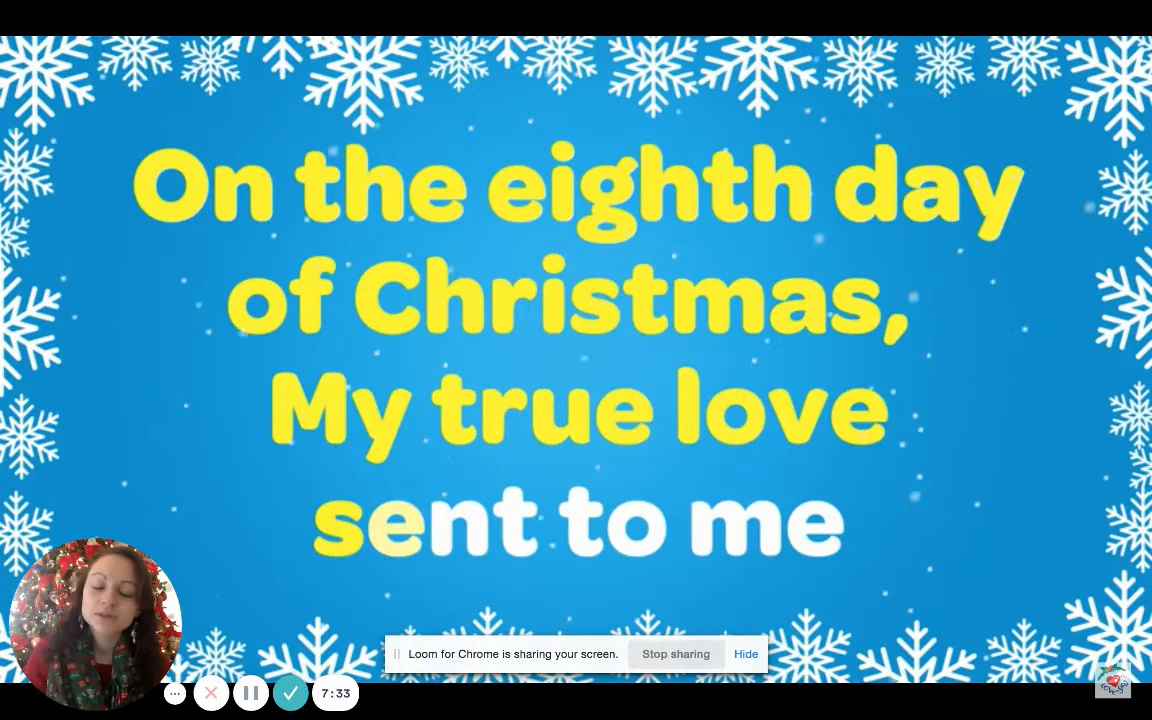 On the eighth day
of Christmas,
My true love
sent to me
Loom for Chrome is sharing your screen. Stop sharing Hide
7:33